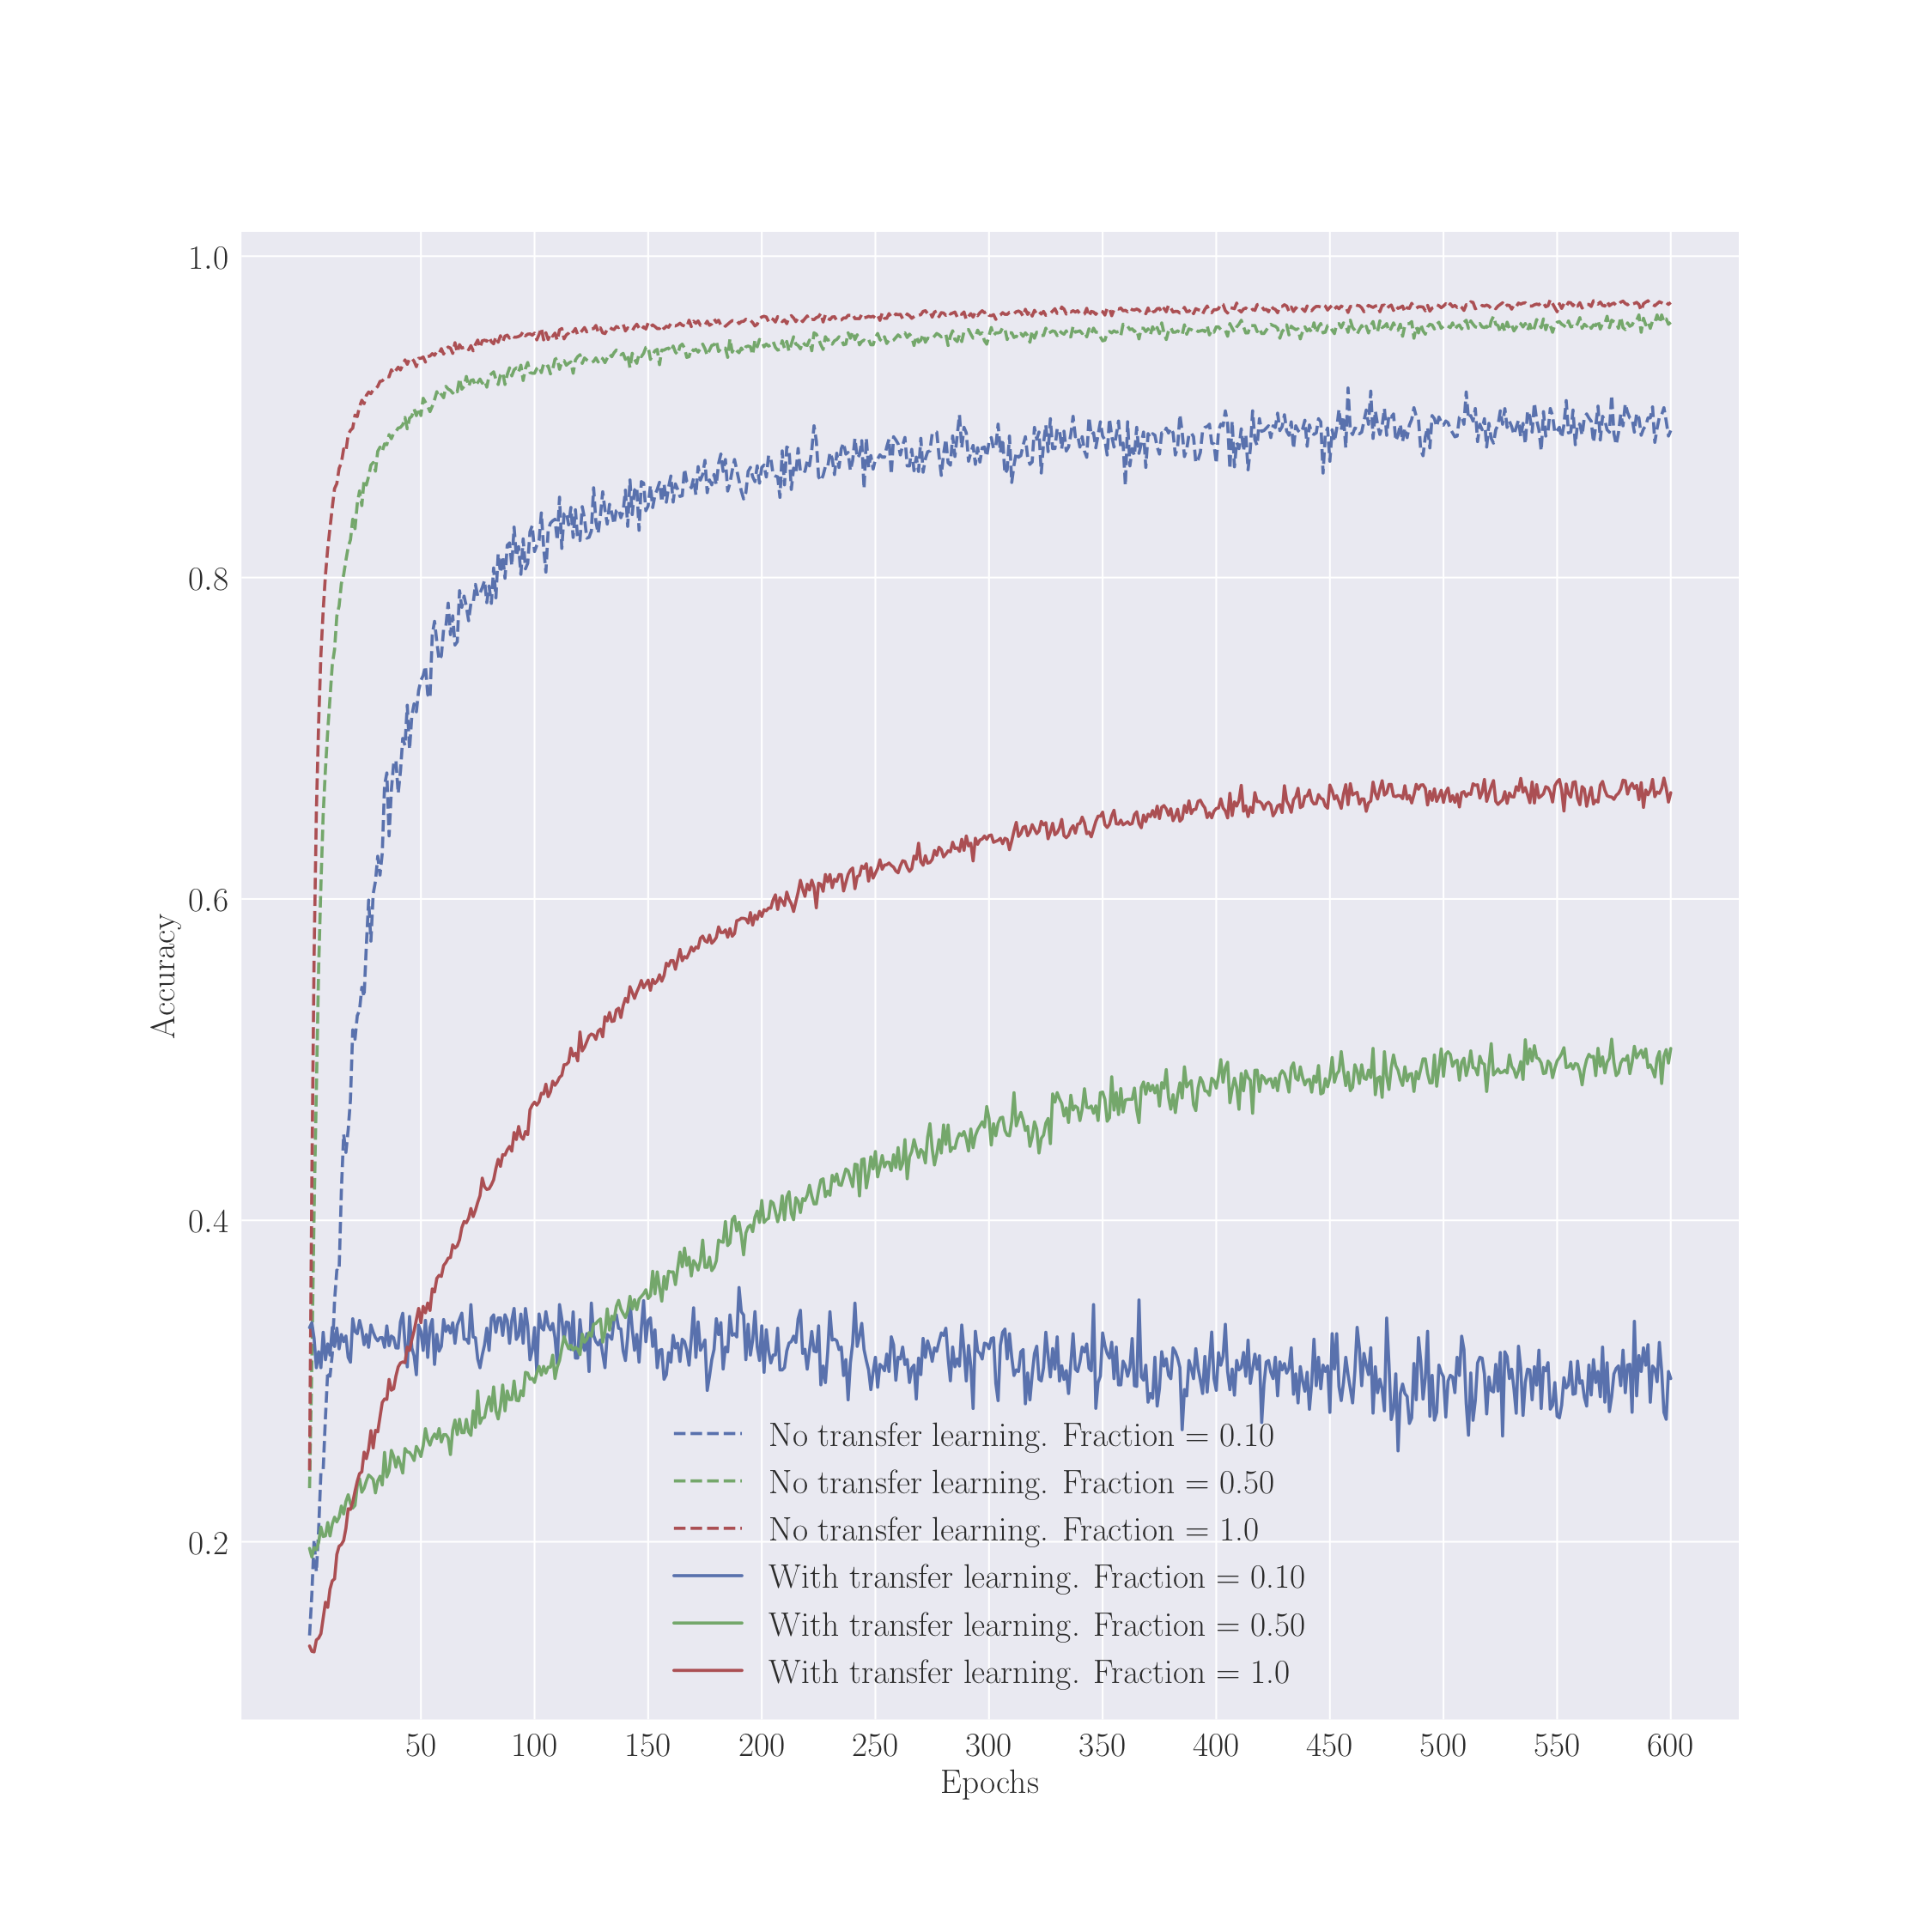 1.0
0.8
0.6
0.4
0.2
Accuracy
No transfer learning. Fraction = 0.10
No transfer learning. Fraction = 0.50
No transfer learning. Fraction = 1.0
With transfer learning. Fraction = 0.10
With transfer learning. Fraction = 0.50
With transfer learning. Fraction = 1.0
50 100 150 200 250 300 350 400 450 500 550 600
Epochs